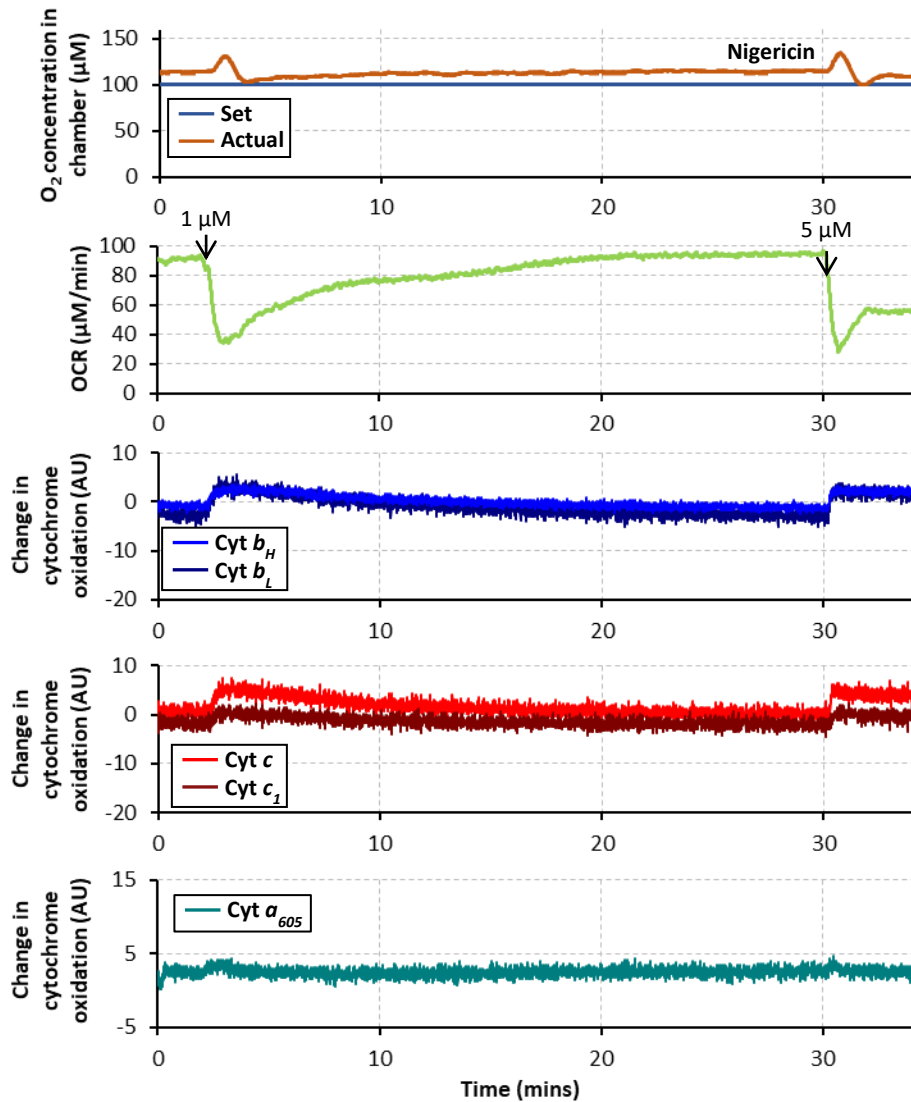 O₂ concentration in
chamber (µM)
150
100
50
0
Nigericin
Set
Actual
0
10
20
30
OCR (µM/min)
100
80
60
40
20
0
1 µM
5 µM
0
10
20
30
Change in
cytochrome
oxidation (AU)
10
0
-10
-20
Cyt b_H
Cyt b_L
0
10
20
30
Change in
cytochrome
oxidation (AU)
10
0
-10
-20
Cyt c
Cyt c₁
0
10
20
30
Change in
cytochrome
oxidation (AU)
15
5
-5
Cyt a₆₀₅
0
10
20
30
Time (mins)